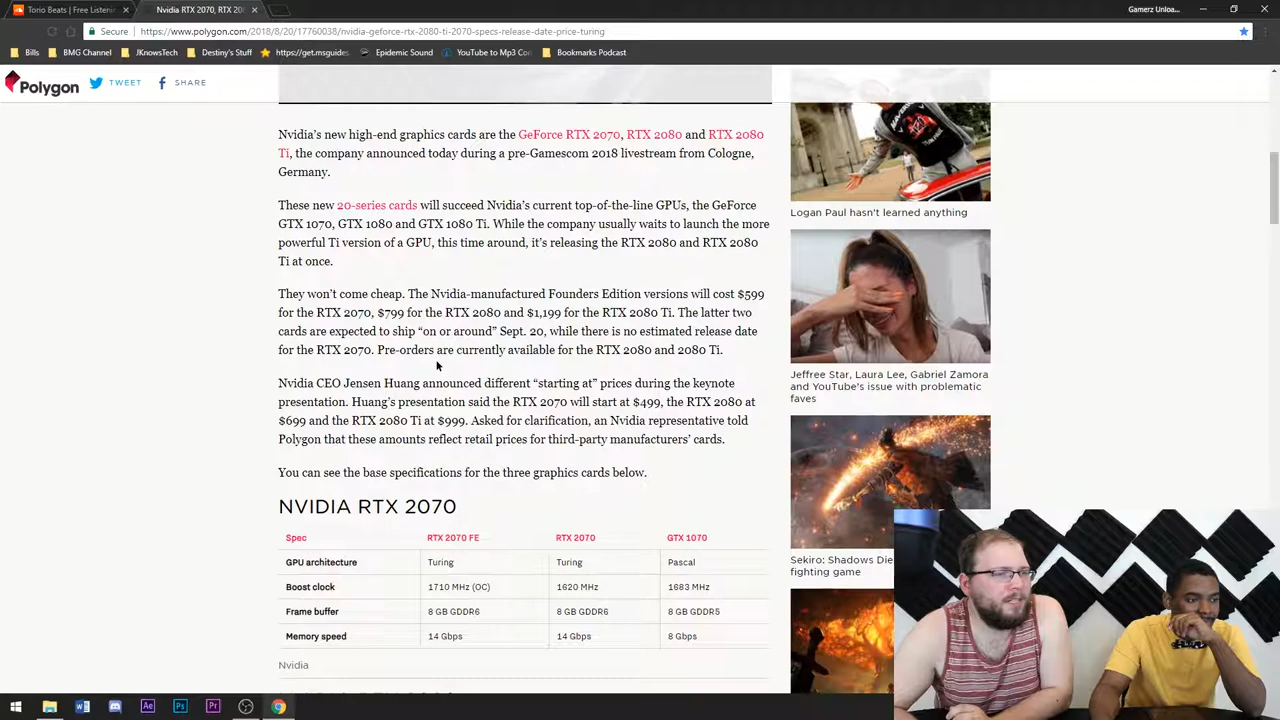 Torio Beats | Free Listenin
Nvidia RTX 2070, RTX 20
Gamerz Unloa...
Secure
https://www.polygon.com/2018/8/20/17760038/nvidia-geforce-rtx-2080-ti-2070-specs-release-date-price-turing
Bills
BMG Channel
JKnowsTech
Destiny's Stuff
https://get.msguides
Epidemic Sound
YouTube to Mp3 Co
Bookmarks Podcast
Polygon
TWEET
SHARE
Nvidia's new high-end graphics cards are the GeForce RTX 2070, RTX 2080 and RTX 2080
Ti, the company announced today during a pre-Gamescom 2018 livestream from Cologne,
Germany.
These new 20-series cards will succeed Nvidia's current top-of-the-line GPUs, the GeForce
GTX 1070, GTX 1080 and GTX 1080 Ti. While the company usually waits to launch the more
powerful Ti version of a GPU, this time around, it's releasing the RTX 2080 and RTX 2080
Ti at once.
They won't come cheap. The Nvidia-manufactured Founders Edition versions will cost $599
for the RTX 2070, $799 for the RTX 2080 and $1,199 for the RTX 2080 Ti. The latter two
cards are expected to ship "on or around" Sept. 20, while there is no estimated release date
for the RTX 2070. Pre-orders are currently available for the RTX 2080 and 2080 Ti.
Nvidia CEO Jensen Huang announced different "starting at" prices during the keynote
presentation. Huang's presentation said the RTX 2070 will start at $499, the RTX 2080 at
$699 and the RTX 2080 Ti at $999. Asked for clarification, an Nvidia representative told
Polygon that these amounts reflect retail prices for third-party manufacturers' cards.
You can see the base specifications for the three graphics cards below.
NVIDIA RTX 2070
Spec RTX 2070 FE RTX 2070 GTX 1070
GPU architecture Turing Turing Pascal
Boost clock 1710 MHz (OC) 1620 MHz 1683 MHz
Frame buffer 8 GB GDDR6 8 GB GDDR6 8 GB GDDR5
Memory speed 14 Gbps 14 Gbps 8 Gbps
Nvidia
Logan Paul hasn't learned anything
Jeffree Star, Laura Lee, Gabriel Zamora
and YouTube's issue with problematic
faves
Sekiro: Shadows Die
fighting game